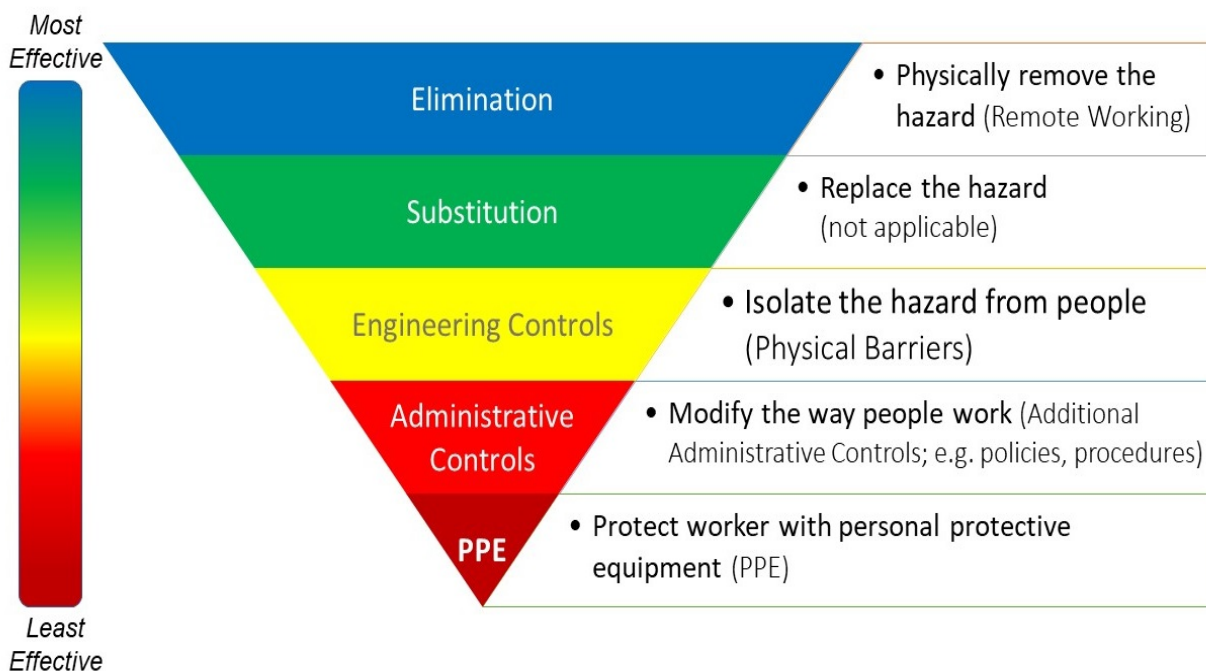 Most
Effective
Elimination
• Physically remove the
hazard (Remote Working)
Substitution
• Replace the hazard
(not applicable)
Engineering Controls
• Isolate the hazard from people
(Physical Barriers)
Administrative
Controls
• Modify the way people work (Additional
Administrative Controls; e.g. policies, procedures)
PPE
• Protect worker with personal protective
equipment (PPE)
Least
Effective